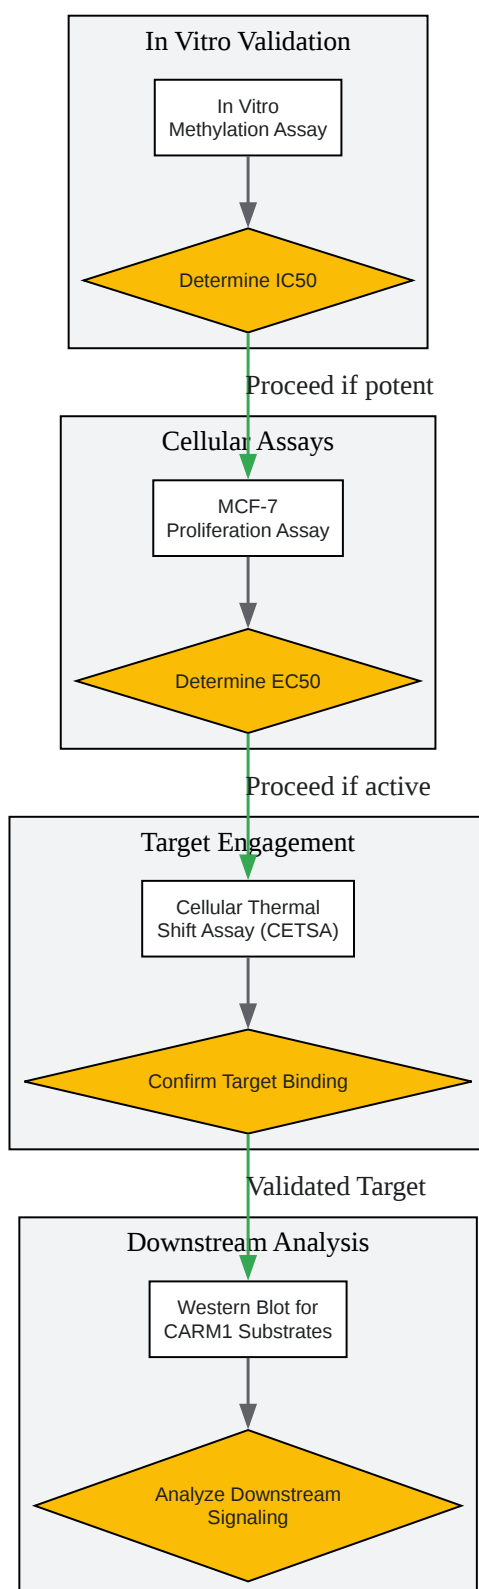 In Vitro Validation
In Vitro
Methylation Assay
Determine IC50
Proceed if potent
Cellular Assays
MCF-7
Proliferation Assay
Determine EC50
Proceed if active
Target Engagement
Cellular Thermal
Shift Assay (CETSA)
Confirm Target Binding
Validated Target
Downstream Analysis
Western Blot for
CARM1 Substrates
Analyze Downstream
Signaling